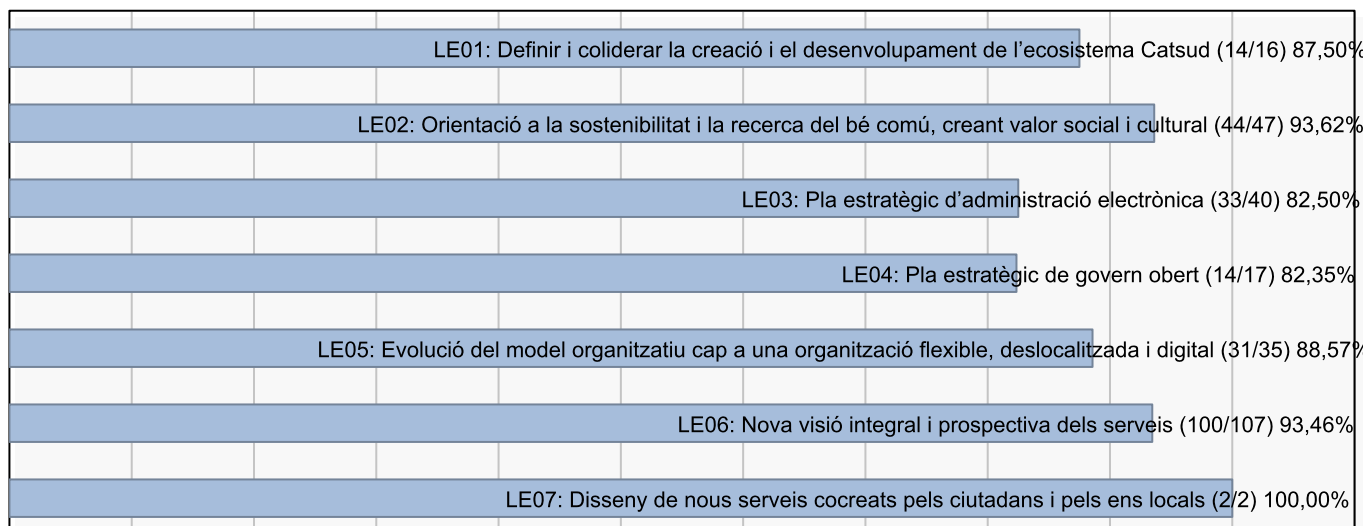 LE01: Definir i coliderar la creació i el desenvolupament de l’ecosistema Catsud (14/16) 87,50%
LE02: Orientació a la sostenibilitat i la recerca del bé comú, creant valor social i cultural (44/47) 93,62%
LE03: Pla estratègic d’administració electrònica (33/40) 82,50%
LE04: Pla estratègic de govern obert (14/17) 82,35%
LE05: Evolució del model organitzatiu cap a una organització flexible, deslocalitzada i digital (31/35) 88,57%
LE06: Nova visió integral i prospectiva dels serveis (100/107) 93,46%
LE07: Disseny de nous serveis cocreats pels ciutadans i pels ens locals (2/2) 100,00%